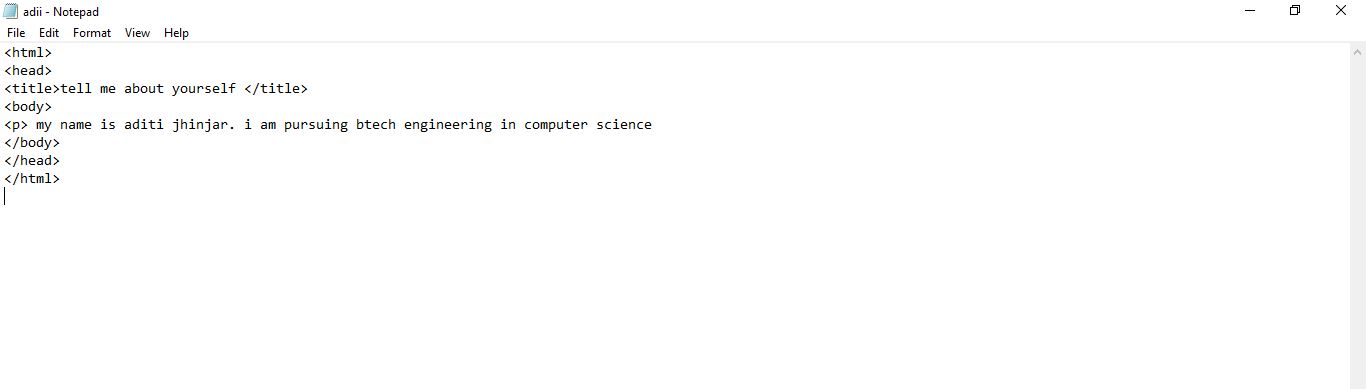 adii - Notepad
File Edit Format View Help
<html>
<head>
<title>tell me about yourself </title>
<body>
<p> my name is aditi jhinjar. i am pursuing btech engineering in computer science
</body>
</head>
</html>